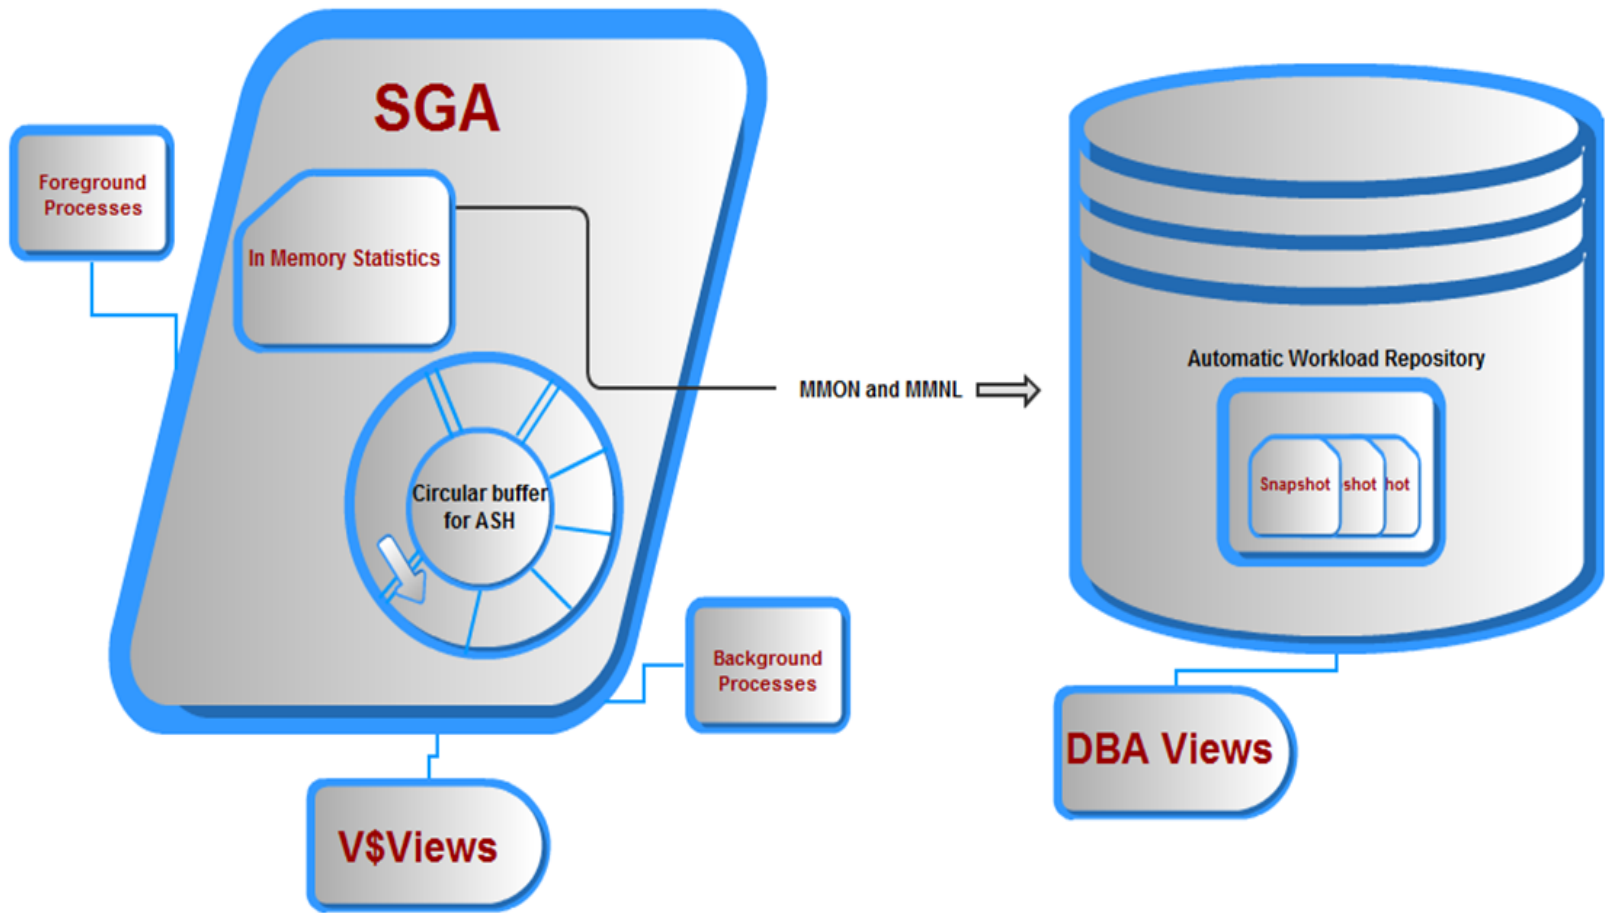 SGA
Foreground
Processes
In Memory Statistics
Circular buffer
for ASH
MMON and MMNL
Automatic Workload Repository
Snapshot
shot
hot
Background
Processes
DBA Views
V$Views